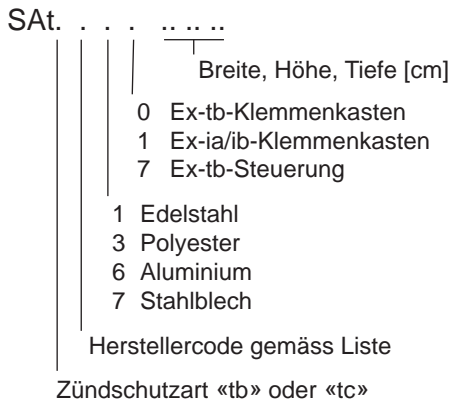 SAt. . . . .. .. ..
Breite, Höhe, Tiefe [cm]
0 Ex-tb-Klemmenkasten
1 Ex-ia/ib-Klemmenkasten
7 Ex-tb-Steuerung
1 Edelstahl
3 Polyester
6 Aluminium
7 Stahlblech
Herstellercode gemäss Liste
Zündschutzart «tb» oder «tc»